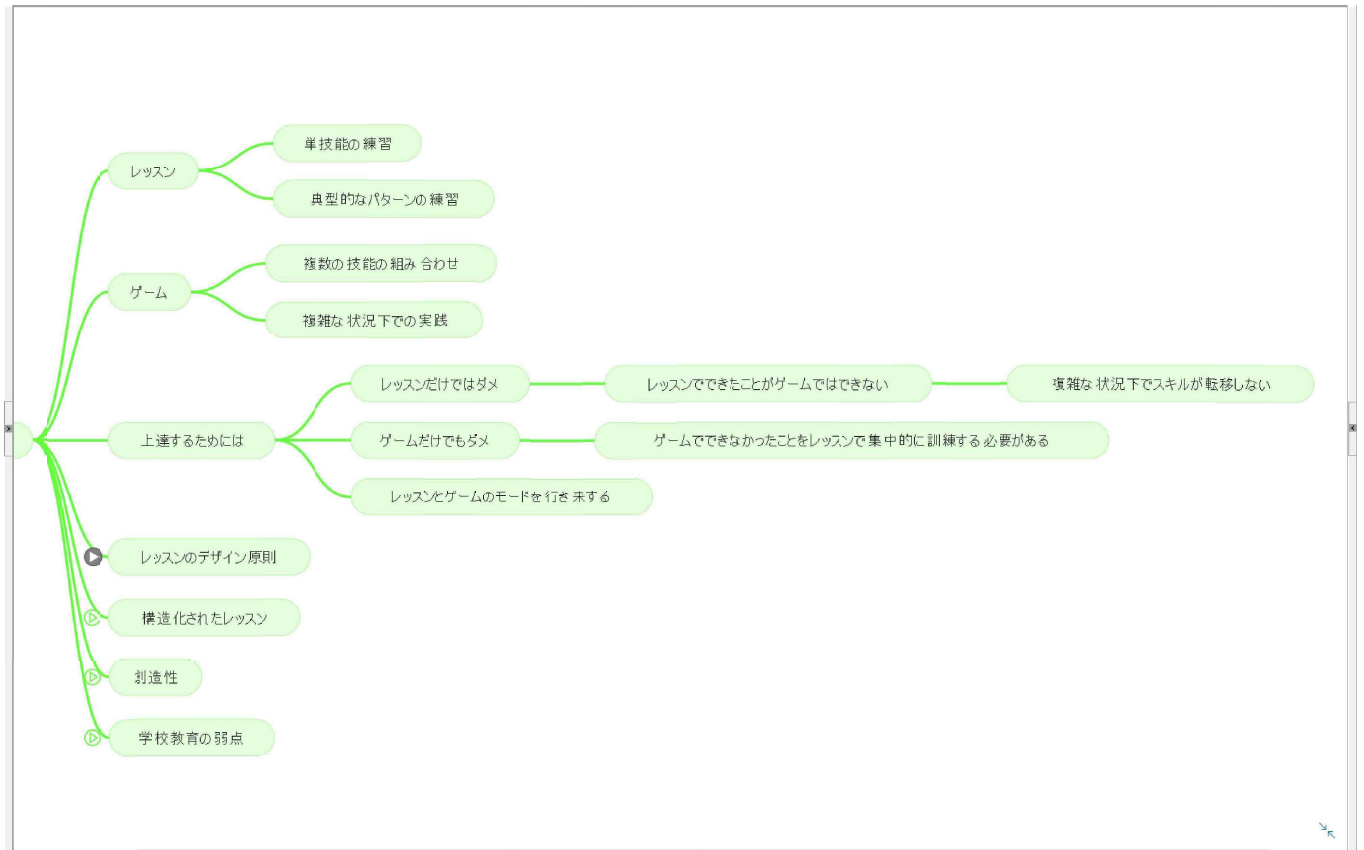 レッスン
単技能の練習
典型的なパターンの練習
ゲーム
複数の技能の組み合わせ
複雑な状況下での実践
上達するためには
レッスンだけではダメ
レッスンでできたことがゲームではできない
複雑な状況下でスキルが転移しない
ゲームだけでもダメ
ゲームでできなかったことをレッスンで集中的に訓練する必要がある
レッスンとゲームのモードを行き来する
レッスンのデザイン原則
構造化されたレッスン
創造性
学校教育の弱点